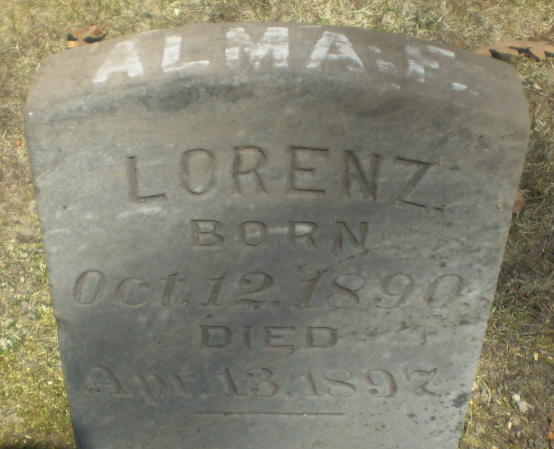 ALMA F.
LORENZ.
BORN
Oct. 12. 1890
DIED
Apr. 13. 1897